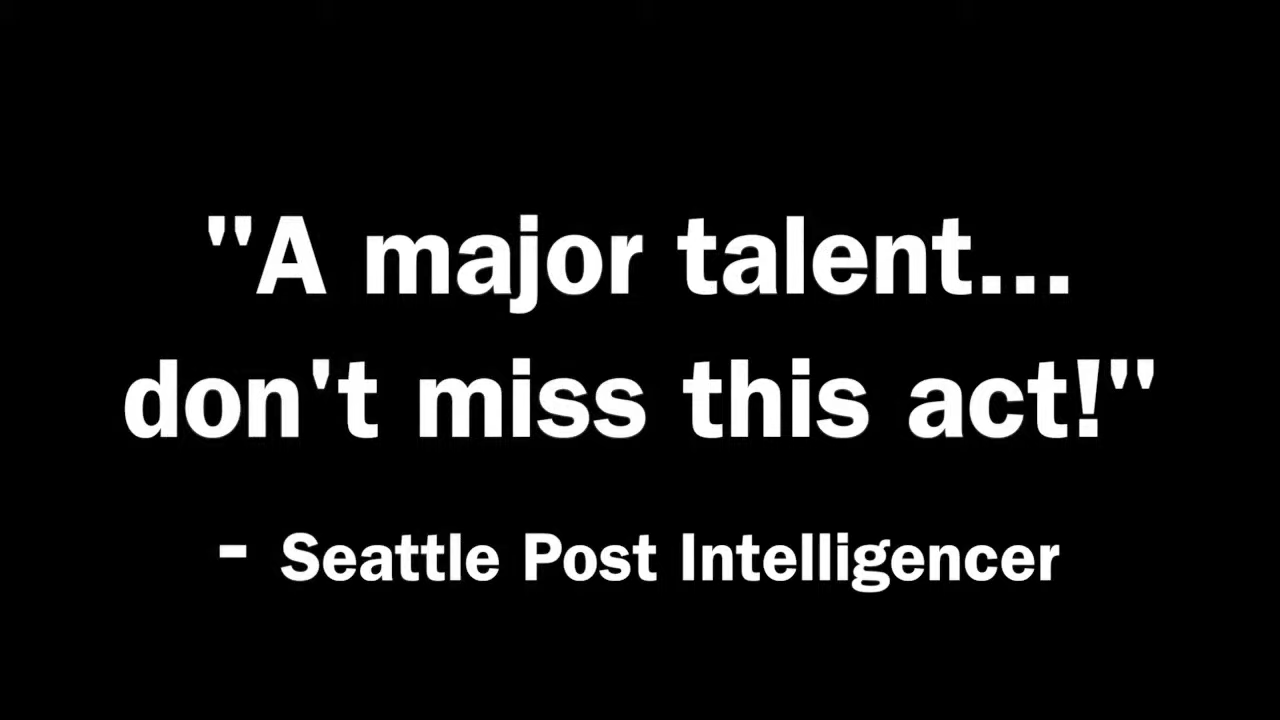 "A major talent...
don't miss this act!"
- Seattle Post Intelligencer